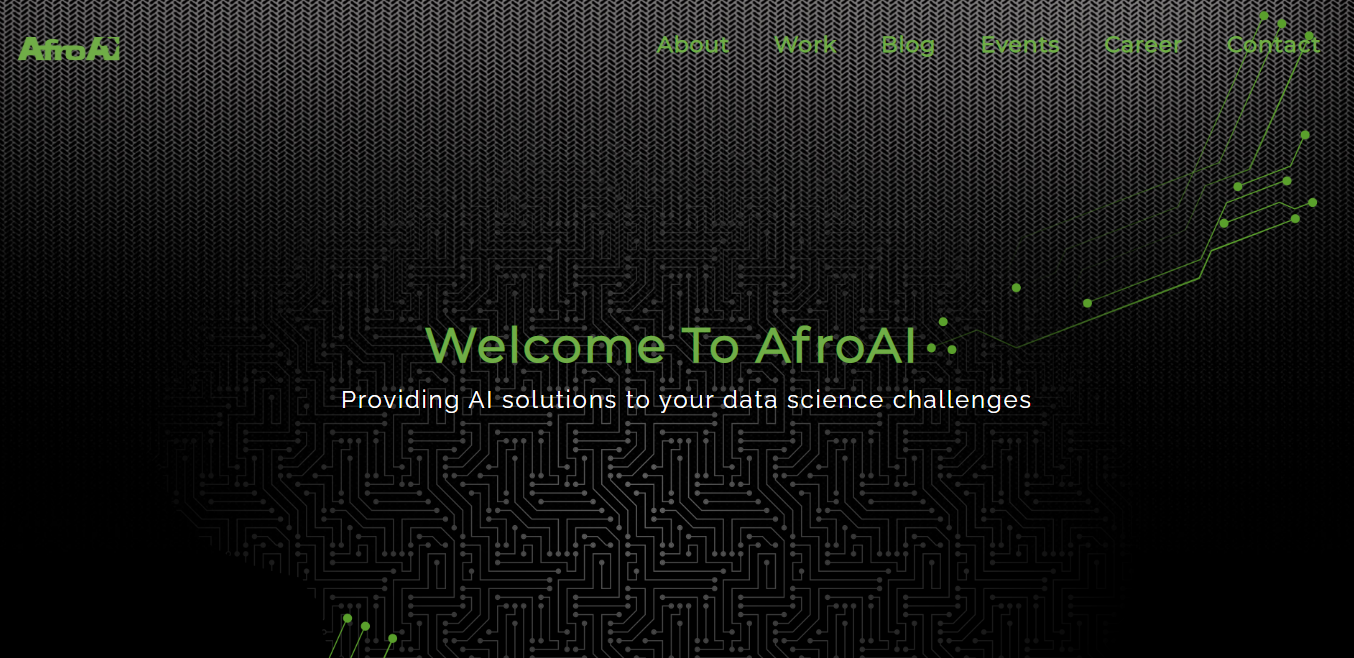 AfroAI
About Work Blog Events Career Contact
Welcome To AfroAI
Providing AI solutions to your data science challenges